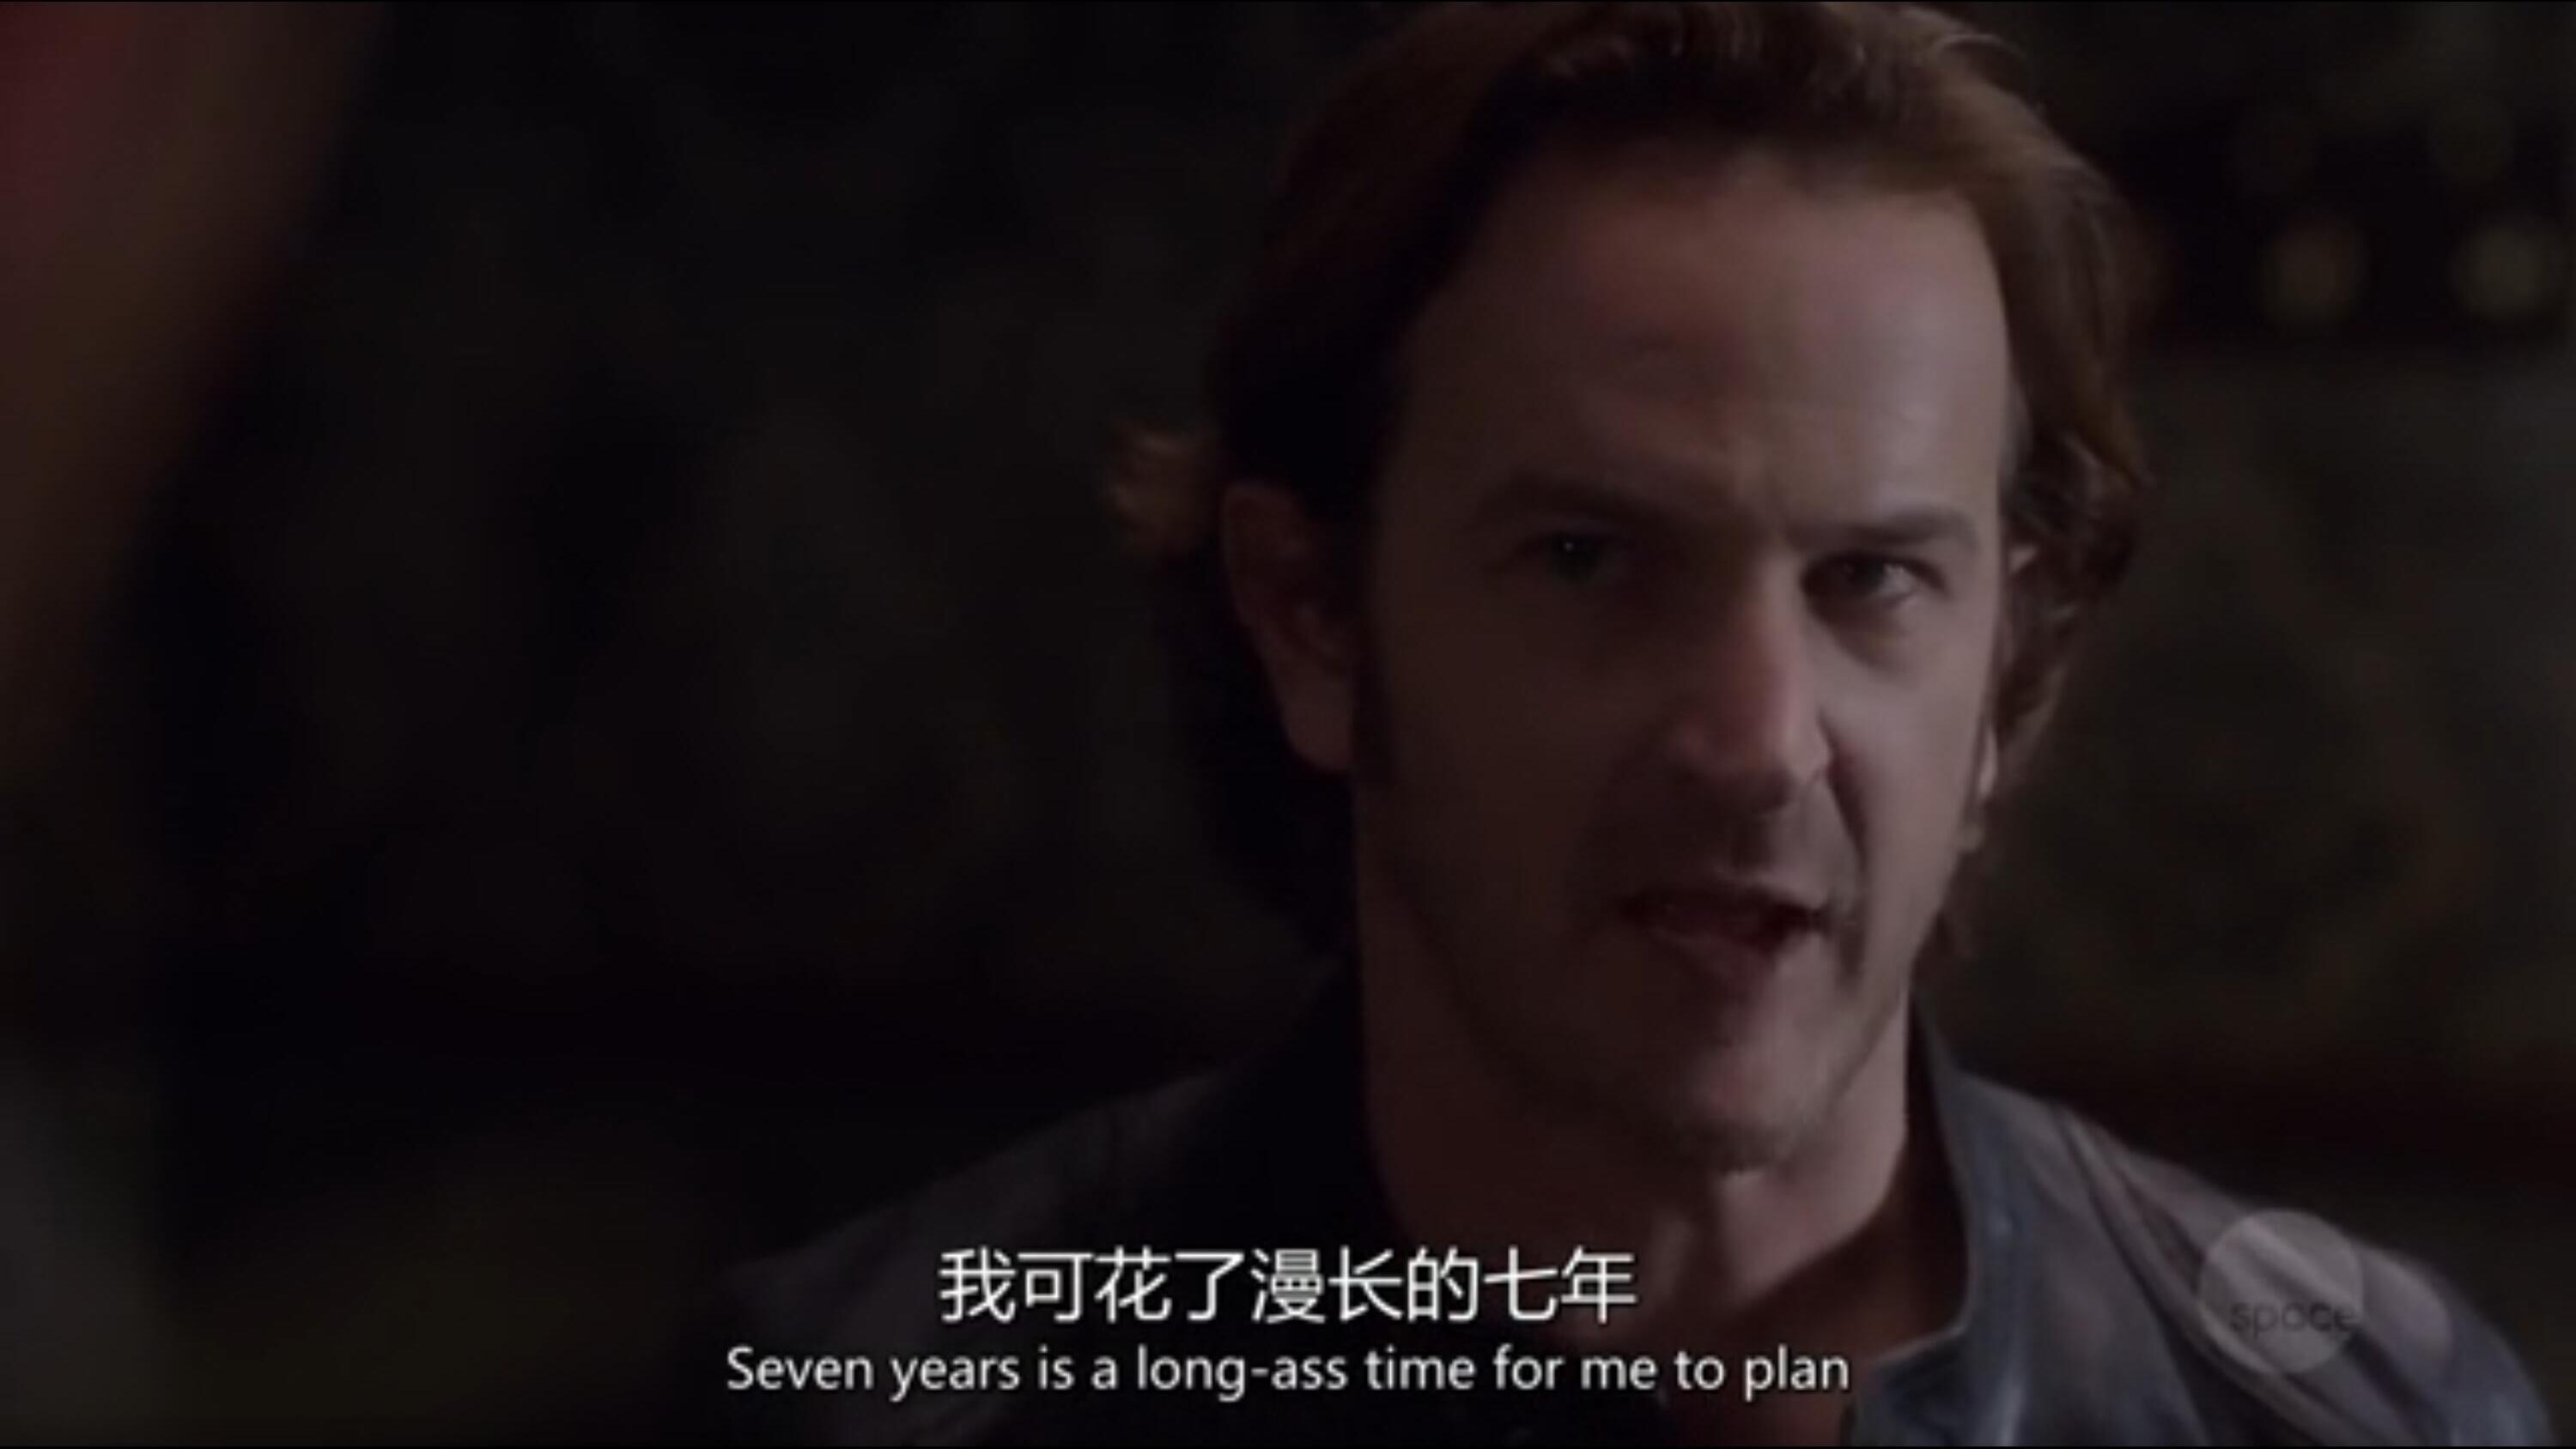 我可花了漫长的七年
Seven years is a long-ass time for me to plan
space